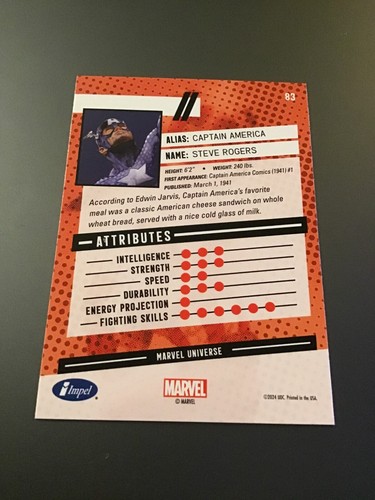 83
ALIAS: CAPTAIN AMERICA
NAME: STEVE ROGERS
HEIGHT: 6'2" • WEIGHT: 240 lbs.
FIRST APPEARANCE: Captain America Comics (1941) #1
PUBLISHED: March 1, 1941
According to Edwin Jarvis, Captain America's favorite
meal was a classic American cheese sandwich on whole
wheat bread, served with a nice cold glass of milk.
ATTRIBUTES
INTELLIGENCE
STRENGTH
SPEED
DURABILITY
ENERGY PROJECTION
FIGHTING SKILLS
MARVEL UNIVERSE
Impel
MARVEL
© MARVEL
©2024 UDC. Printed in the USA.